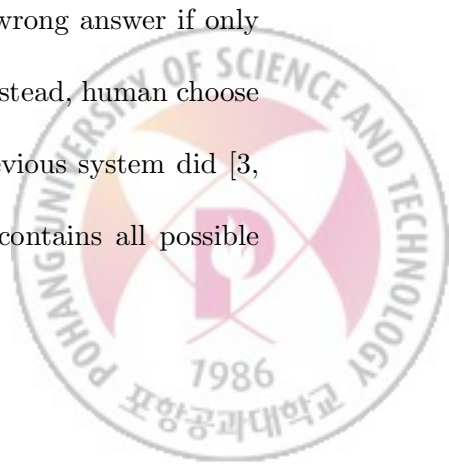 wrong answer if only
stead, human choose
evious system did [3,
contains all possible
POHANG UNIVERSITY OF SCIENCE AND TECHNOLOGY
1986
포항공과대학교